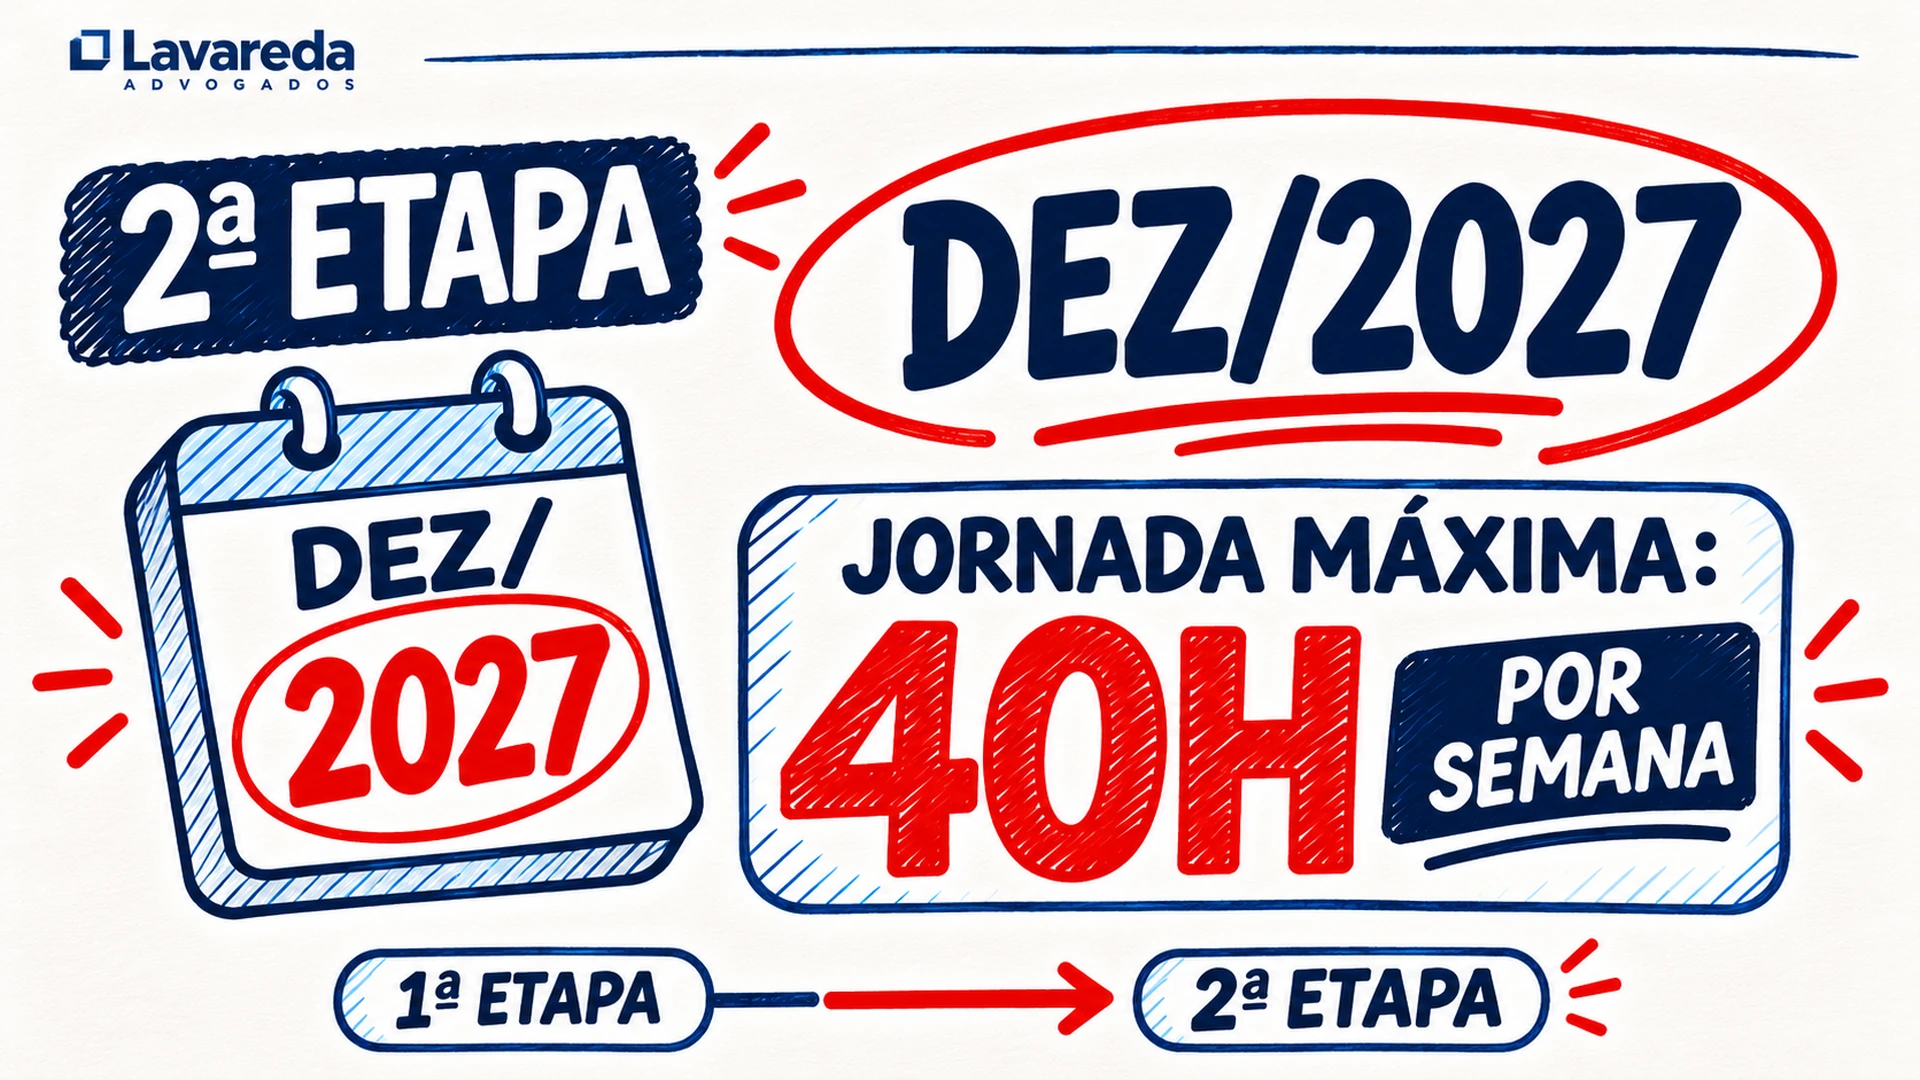 Lavareda
ADVOGADOS
2ª ETAPA
DEZ/2027
DEZ/
2027
JORNADA MÁXIMA:
40H
POR
SEMANA
1ª ETAPA
2ª ETAPA